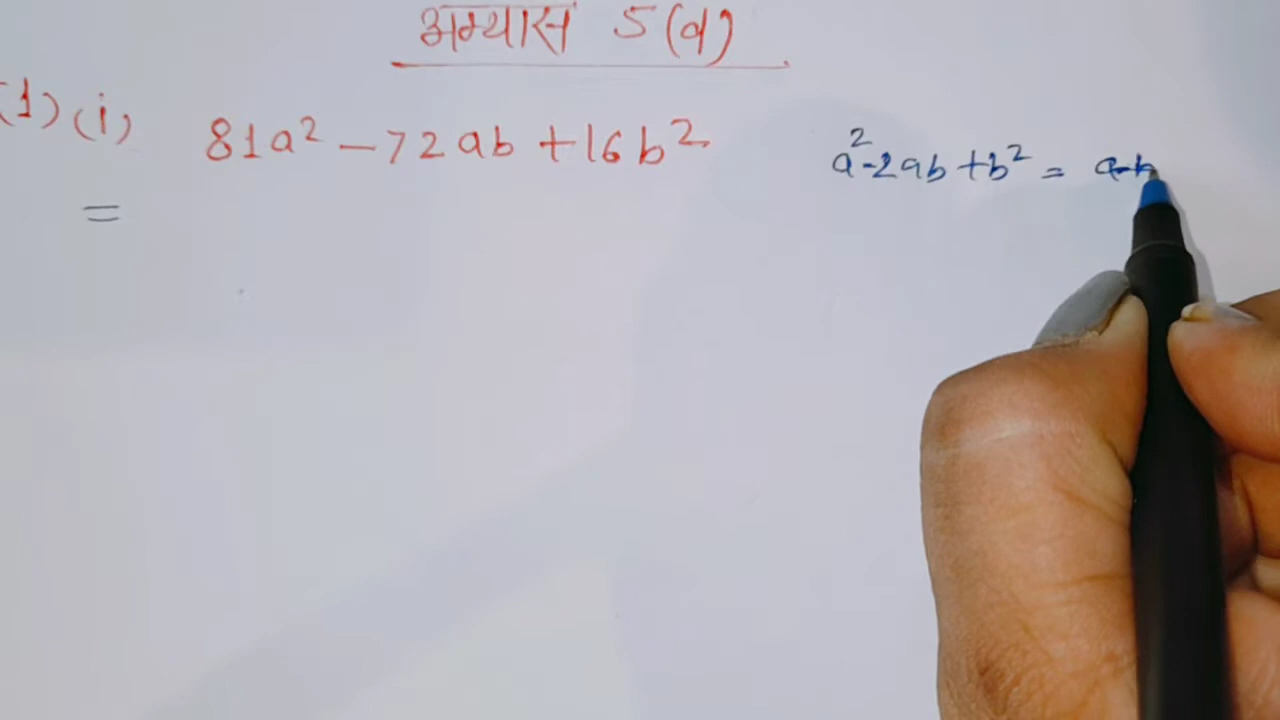 अभ्यास 5(d)
(1)(i) 81a² - 72ab + 16b²
a² - 2ab + b² = a-b
=